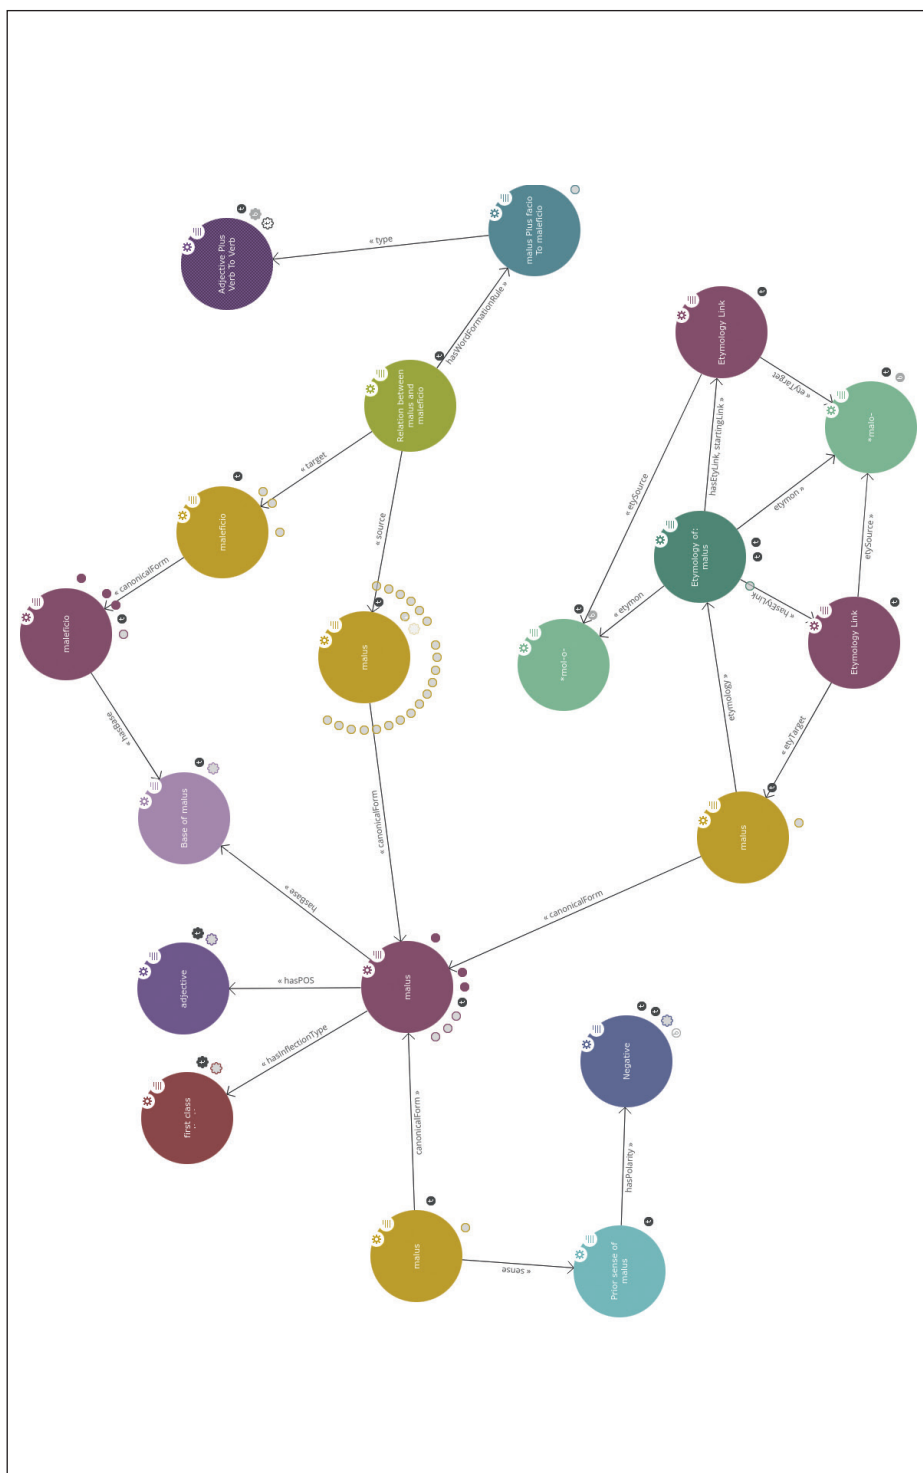 maleficio
« hasBase
« canonicalForm
first class
adjective
Base of malus
Adjective Plus
Verb To Verb
maleficio
« hasInflectionType
« hasPOS
« hasBase
« target
« type
malus
« canonicalForm
« source
Relation between
malus and
maleficio
malus
canonicalForm »
malus
hasWordFormationRule »
« sense
malus Plus facio
To maleficio
*mol-o-
« canonicalForm
Prior sense of
malus
Negative
hasPolarity »
« etymon
« etySource
Etymology of:
malus
etymology »
hasEtyLink, startingLink »
Etymology Link
malus
etymon »
« hasEtyLink
« etyTarget
« etyTarget
Etymology Link
etySource »
*malo-